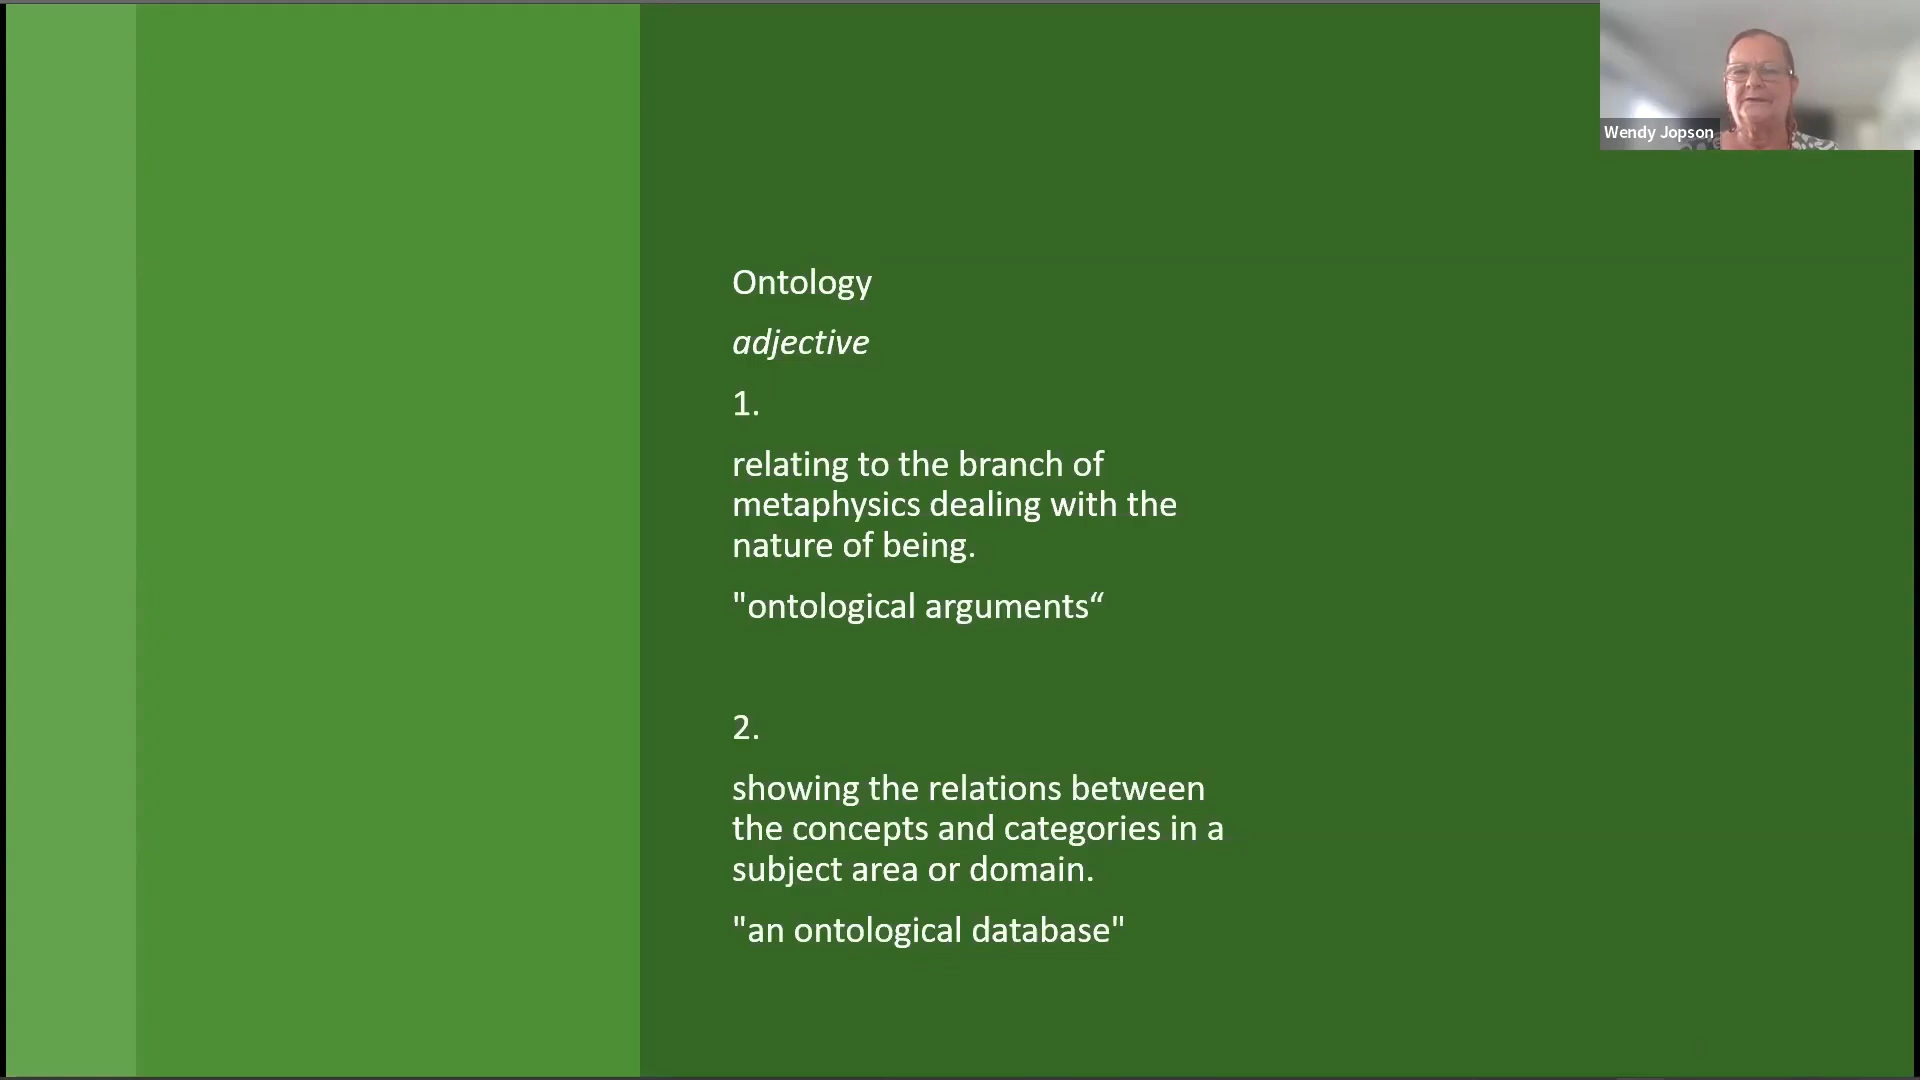 Wendy Jopson
Ontology
adjective
1.
relating to the branch of
metaphysics dealing with the
nature of being.
"ontological arguments“
2.
showing the relations between
the concepts and categories in a
subject area or domain.
"an ontological database"